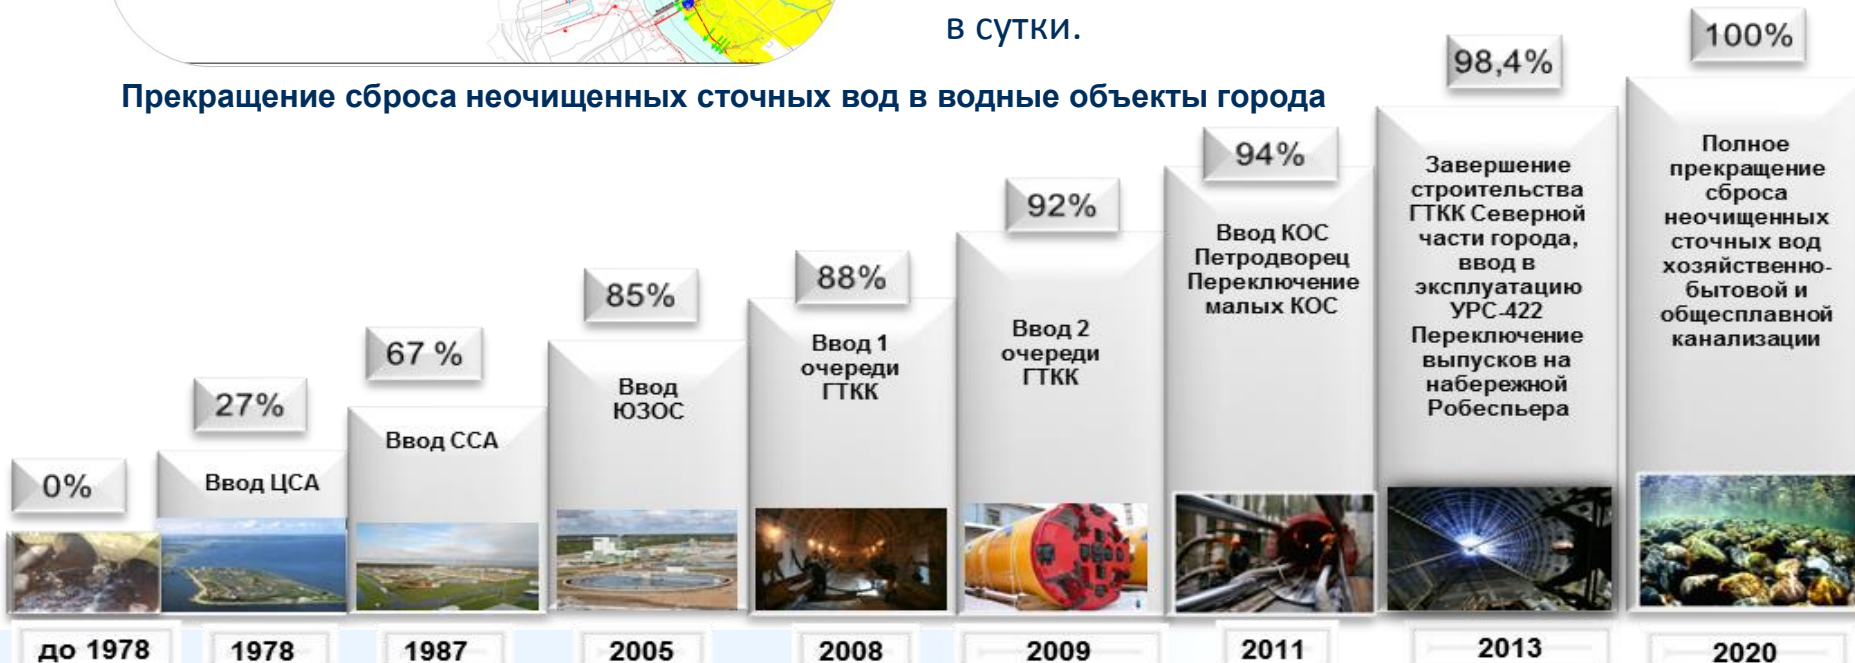 в сутки.
Прекращение сброса неочищенных сточных вод в водные объекты города
0%
до 1978
27%
Ввод ЦСА
1978
67 %
Ввод ССА
1987
85%
Ввод
ЮЗОС
2005
88%
Ввод 1
очереди
ГТКК
2008
92%
Ввод 2
очереди
ГТКК
2009
94%
Ввод КОС
Петродворец
Переключение
малых КОС
2011
98,4%
Завершение
строительства
ГТКК Северной
части города,
ввод в
эксплуатацию
УРС-422
Переключение
выпусков на
набережной
Робеспьера
2013
100%
Полное
прекращение
сброса
неочищенных
сточных вод
хозяйственно-
бытовой и
общесплавной
канализации
2020